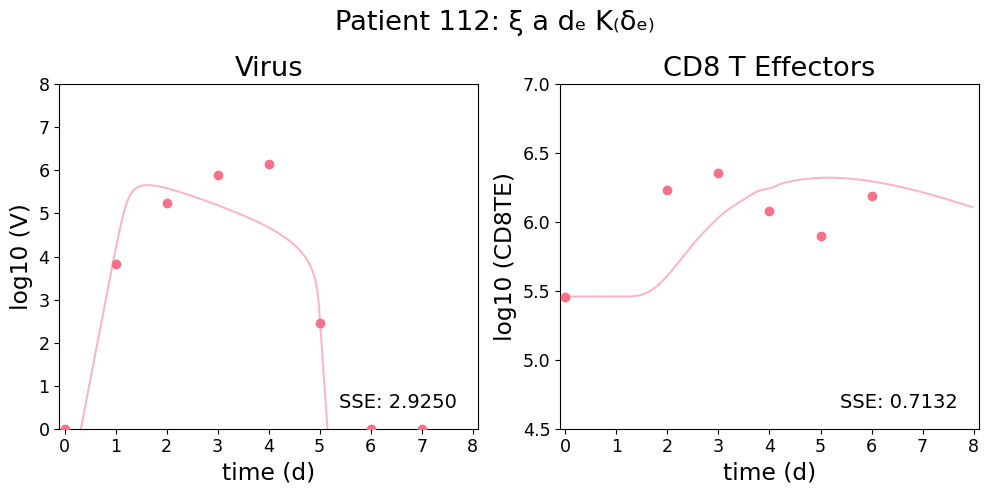 Patient 112: ξ a dₑ K₍δₑ₎
Virus
CD8 T Effectors
log10 (V)
8
7
6
5
4
3
2
1
0
SSE: 2.9250
0 1 2 3 4 5 6 7 8
time (d)
log10 (CD8TE)
7.0
6.5
6.0
5.5
5.0
4.5
SSE: 0.7132
0 1 2 3 4 5 6 7 8
time (d)